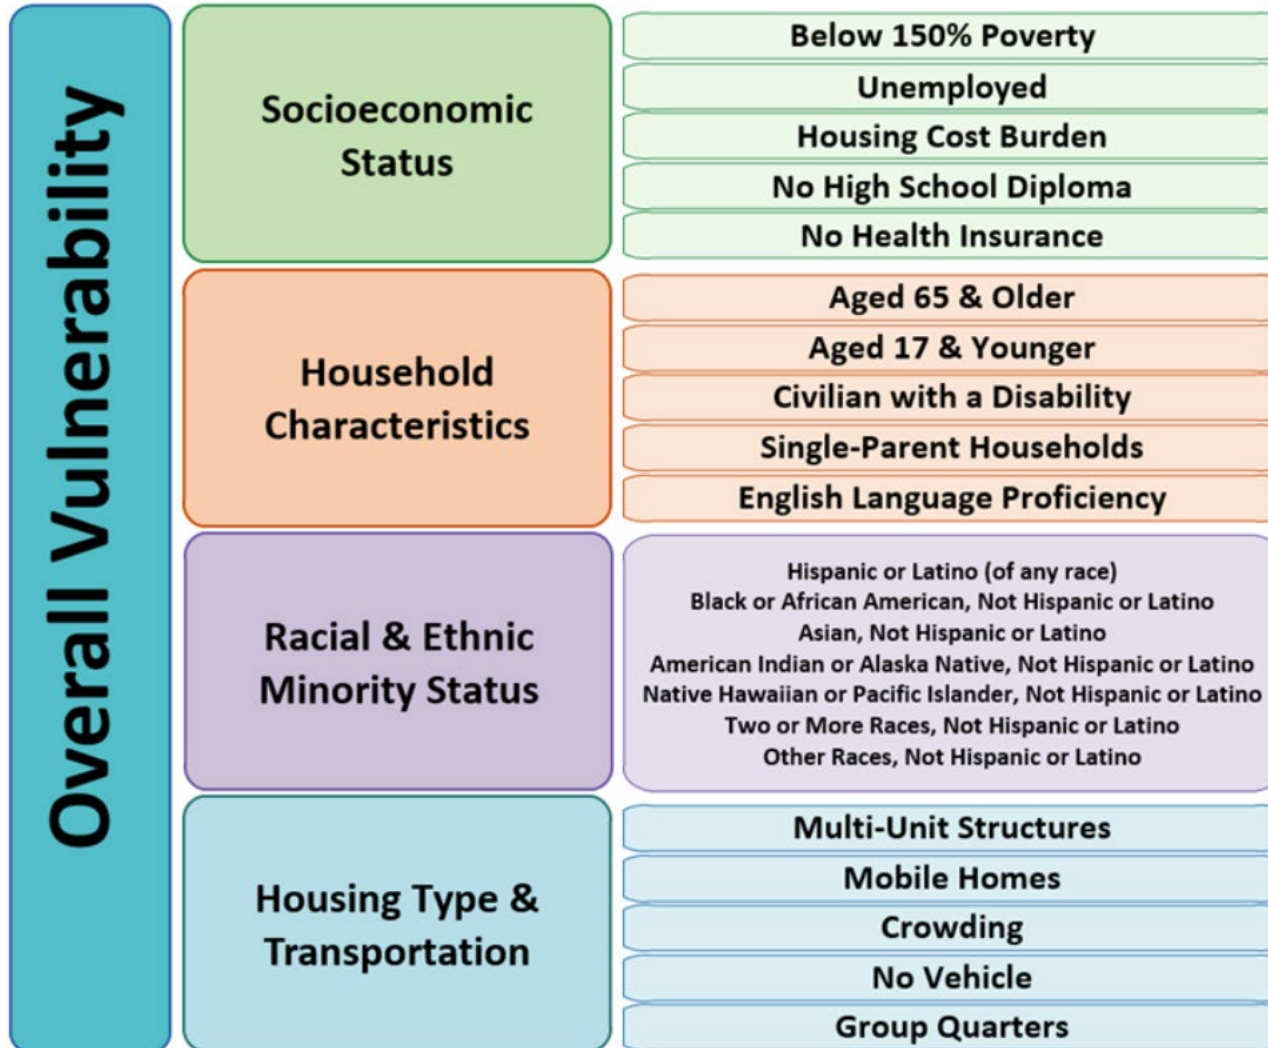 Overall Vulnerability
Socioeconomic
Status
Below 150% Poverty
Unemployed
Housing Cost Burden
No High School Diploma
No Health Insurance
Household
Characteristics
Aged 65 & Older
Aged 17 & Younger
Civilian with a Disability
Single-Parent Households
English Language Proficiency
Racial & Ethnic
Minority Status
Hispanic or Latino (of any race)
Black or African American, Not Hispanic or Latino
Asian, Not Hispanic or Latino
American Indian or Alaska Native, Not Hispanic or Latino
Native Hawaiian or Pacific Islander, Not Hispanic or Latino
Two or More Races, Not Hispanic or Latino
Other Races, Not Hispanic or Latino
Housing Type &
Transportation
Multi-Unit Structures
Mobile Homes
Crowding
No Vehicle
Group Quarters